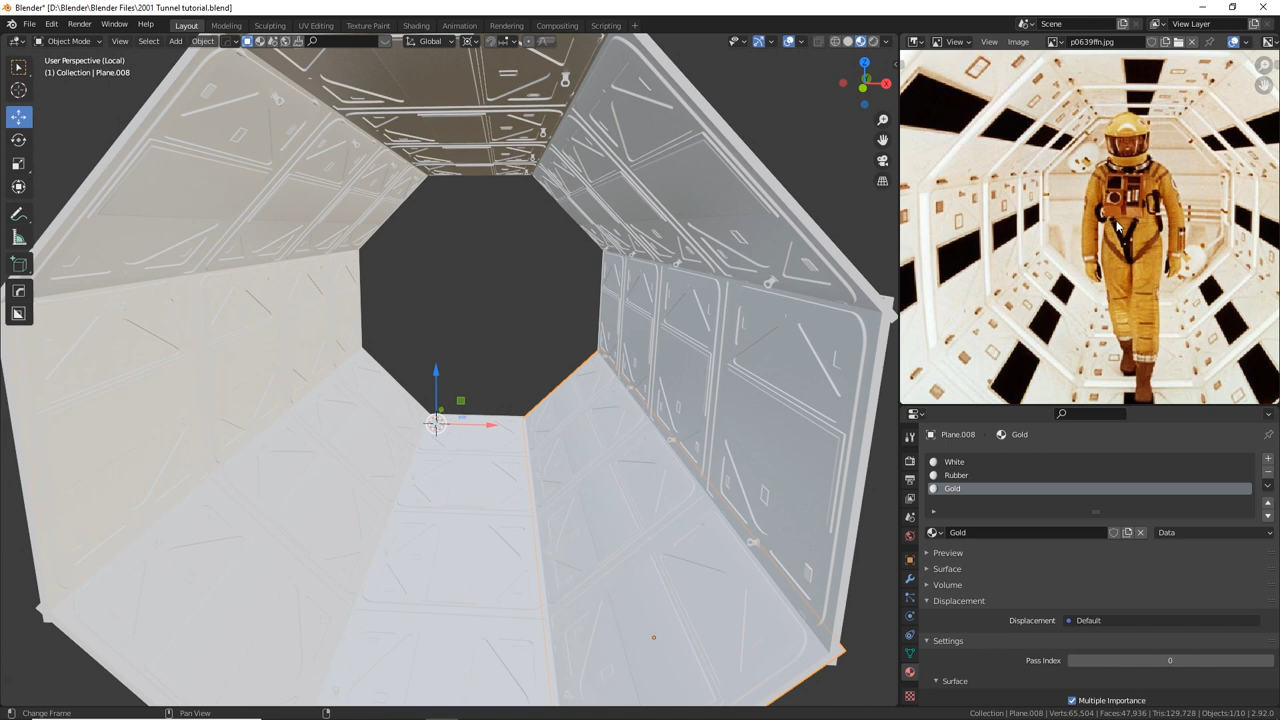 Blender* [D:\Blender\Blender Files\2001 Tunnel tutorial.blend]
File Edit Render Window Help Layout Modeling Sculpting UV Editing Texture Paint Shading Animation Rendering Compositing Scripting + Scene View Layer
Object Mode View Select Add Object Global View View Image p0639ffn.jpg
User Perspective (Local)
(1) Collection | Plane.008
Z
X
Plane.008 Gold
White
Rubber
Gold
Gold Data
Preview
Surface
Volume
Displacement
Displacement Default
Settings
Pass Index 0
Surface
Multiple Importance
Change Frame Pan View Collection | Plane.008 | Verts:65,504 | Faces:47,936 | Tris:129,728 | Objects:1/10 | 2.92.0